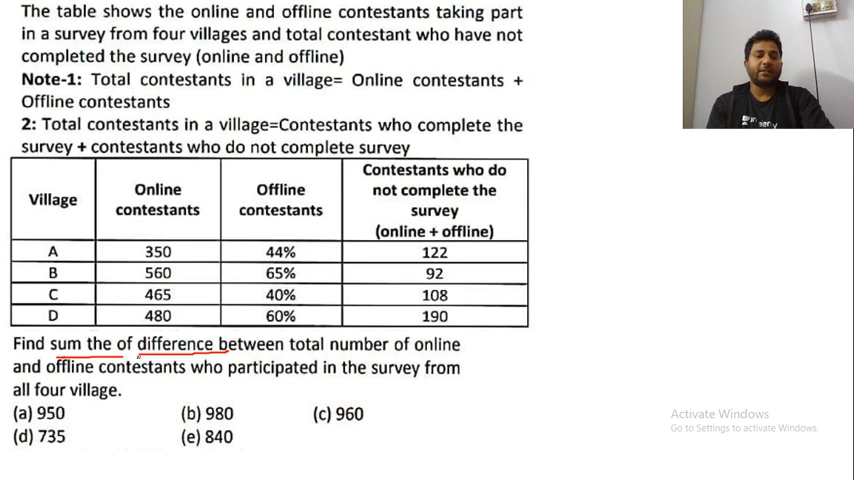 The table shows the online and offline contestants taking part
in a survey from four villages and total contestant who have not
completed the survey (online and offline)
Note-1: Total contestants in a village= Online contestants +
Offline contestants
2: Total contestants in a village=Contestants who complete the
survey + contestants who do not complete survey
Village Online contestants Offline contestants Contestants who do not complete the survey (online + offline)
A 350 44% 122
B 560 65% 92
C 465 40% 108
D 480 60% 190
Find sum the of difference between total number of online
and offline contestants who participated in the survey from
all four village.
(a) 950 (b) 980 (c) 960
(d) 735 (e) 840
Activate Windows
Go to Settings to activate Windows.